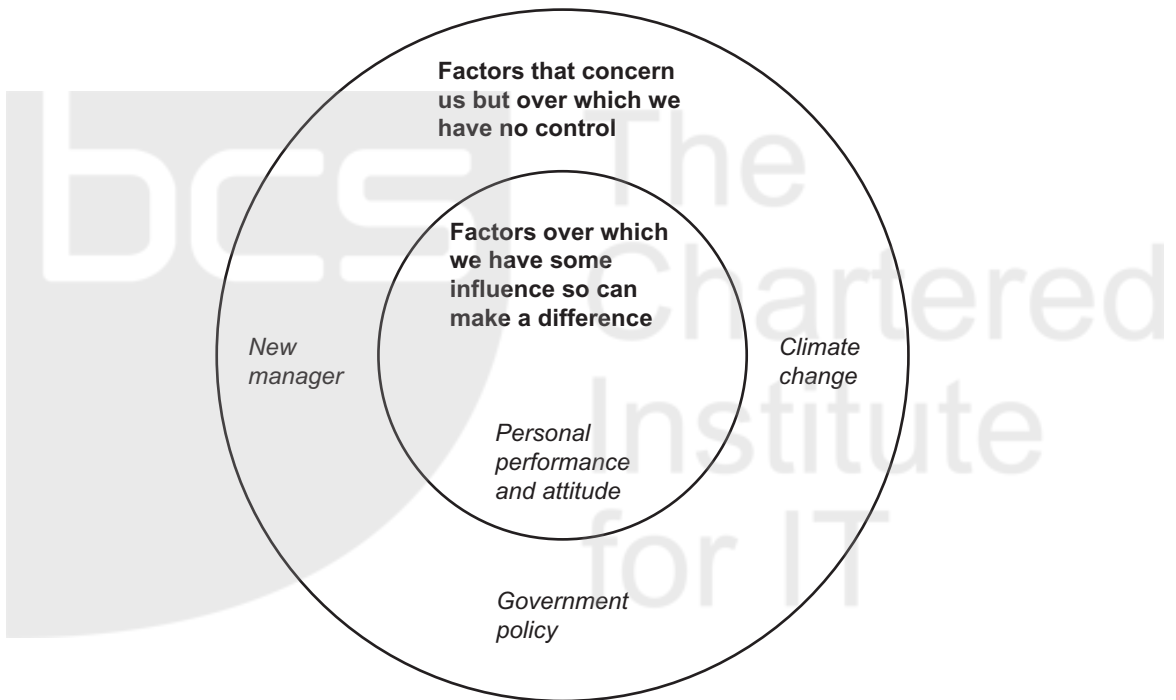 Factors that concern
us but over which we
have no control
Factors over which
we have some
influence so can
make a difference
New
manager
Climate
change
Personal
performance
and attitude
Government
policy
bcs
The
Chartered
Institute
for IT